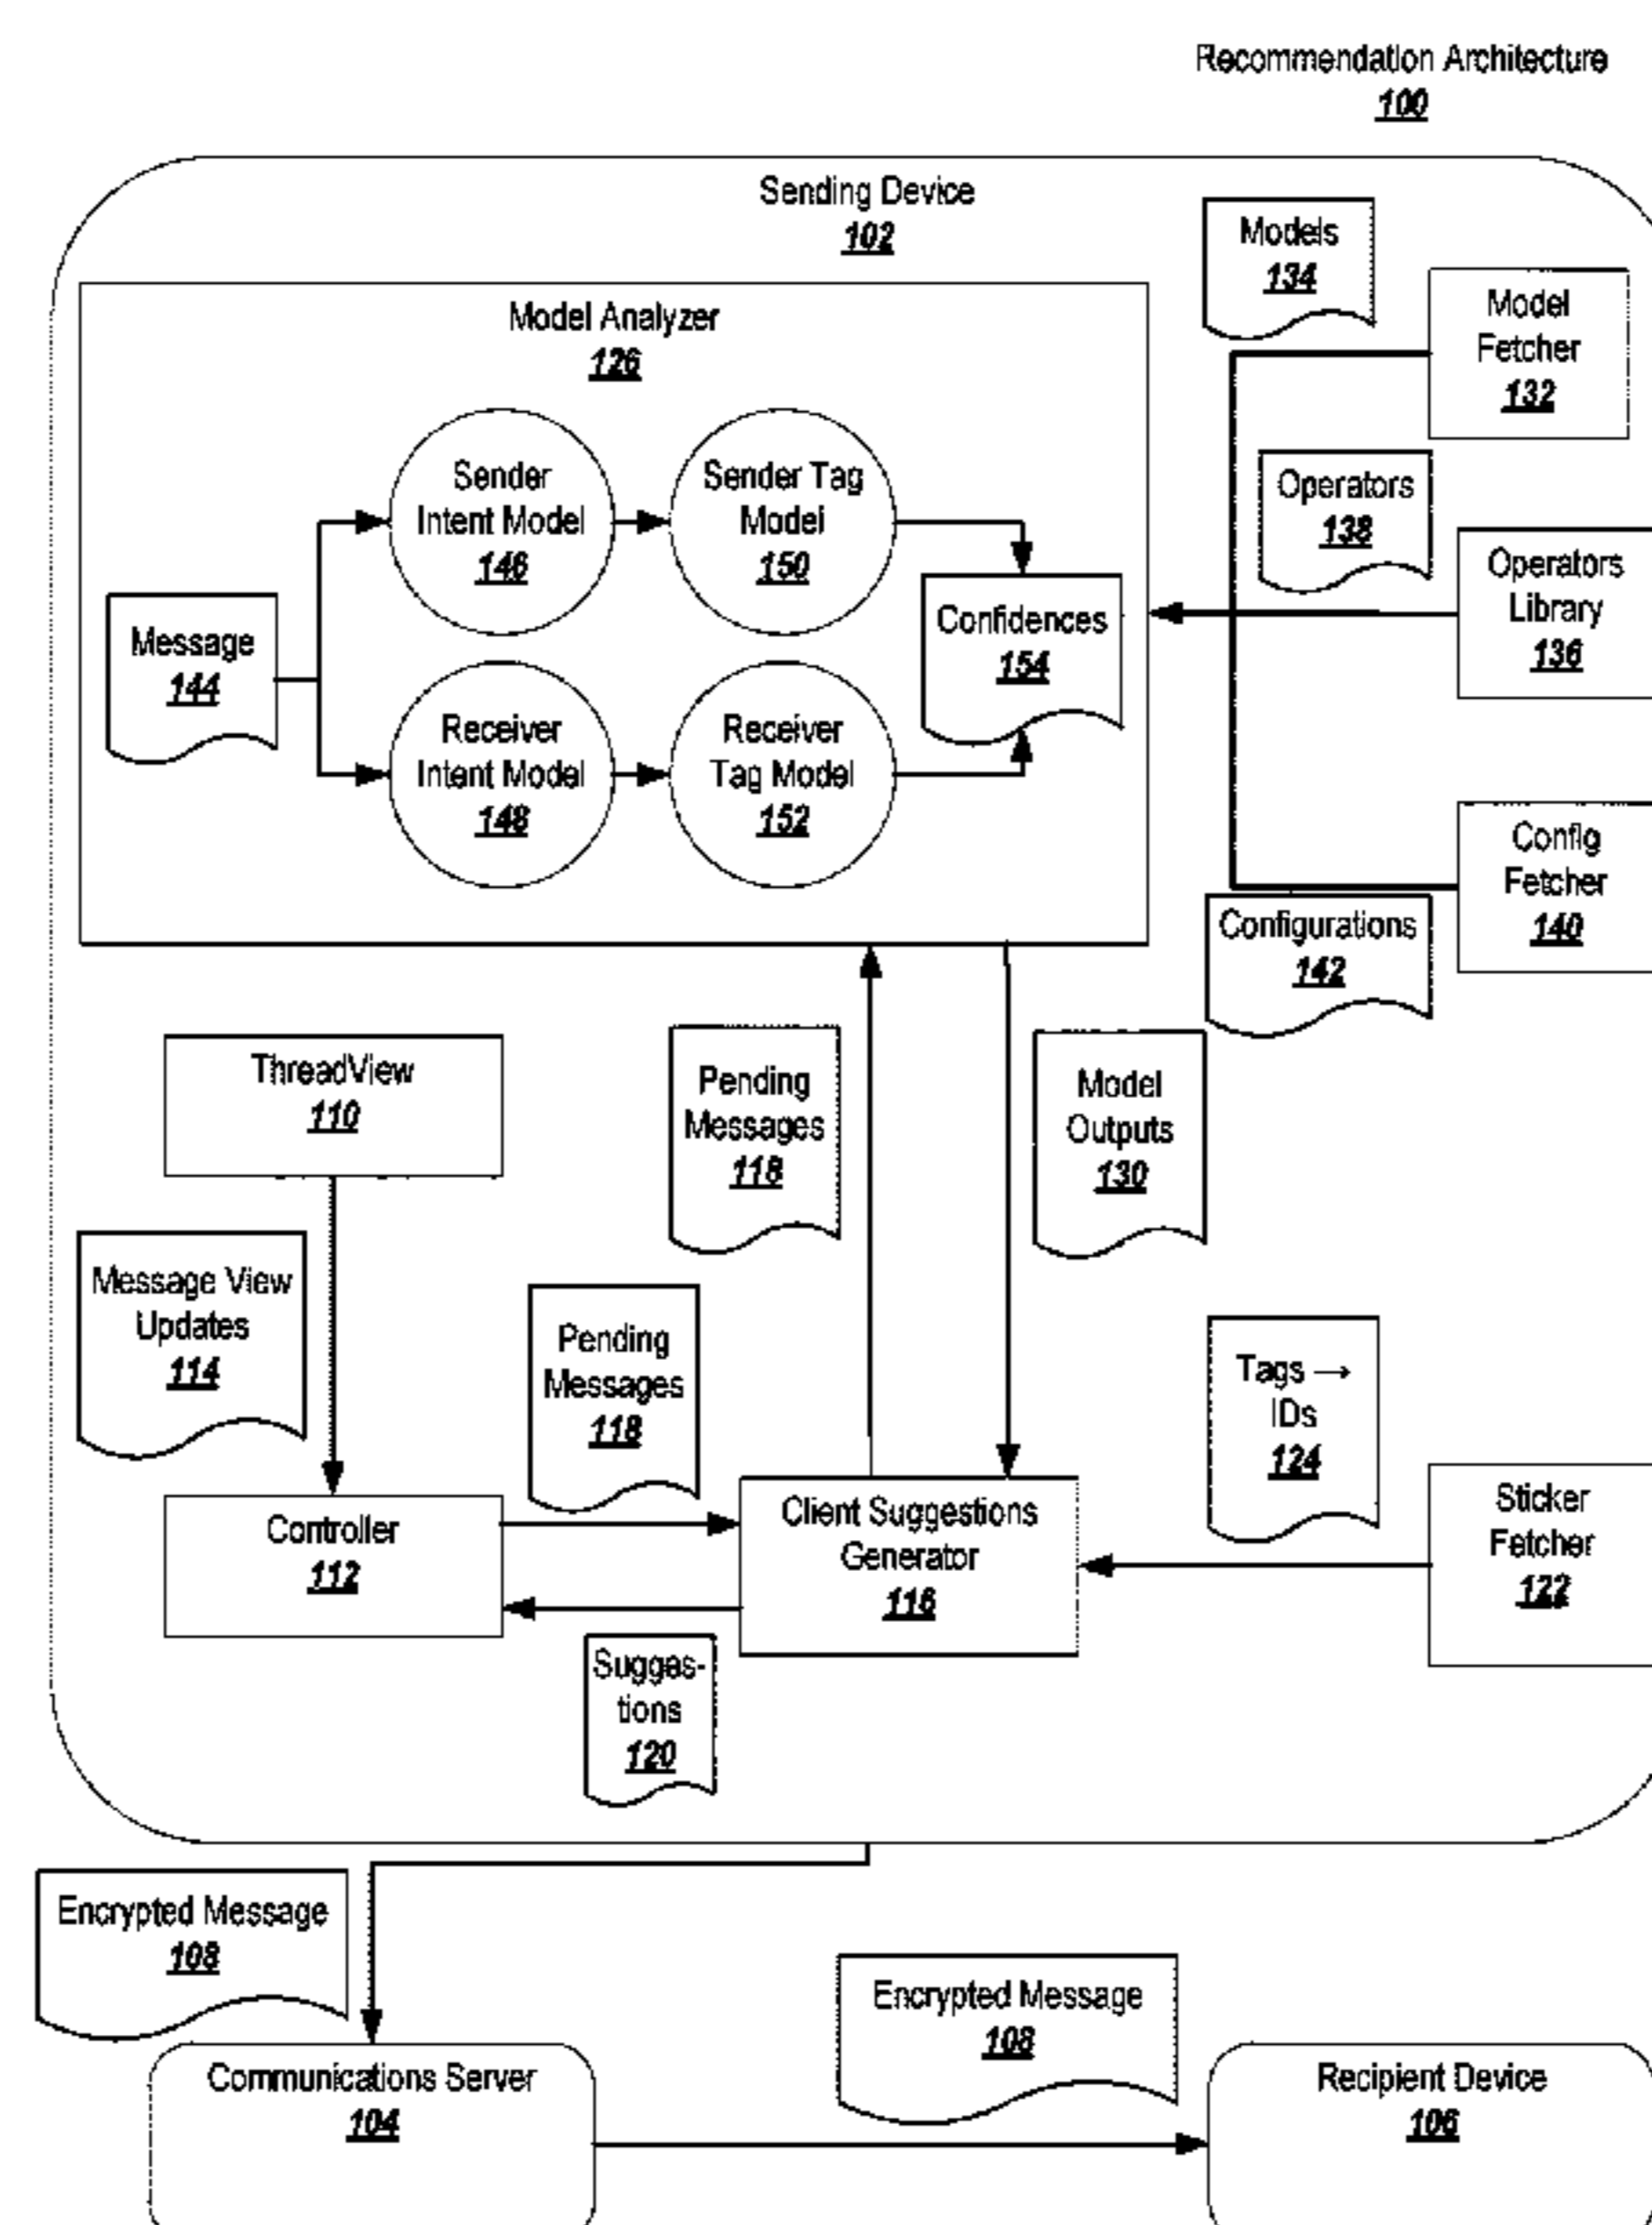 Recommendation Architecture
100
Sending Device
102
Models
134
Model
Fetcher
132
Model Analyzer
126
Sender
Intent Model
146
Sender Tag
Model
150
Operators
138
Operators
Library
136
Message
144
Confidences
154
Receiver
Intent Model
148
Receiver
Tag Model
152
Config
Fetcher
140
Configurations
142
ThreadView
110
Pending
Messages
118
Model
Outputs
130
Message View
Updates
114
Pending
Messages
118
Tags →
IDs
124
Controller
112
Client Suggestions
Generator
116
Sticker
Fetcher
122
Sugges-
tions
120
Encrypted Message
108
Encrypted Message
108
Communications Server
104
Recipient Device
106